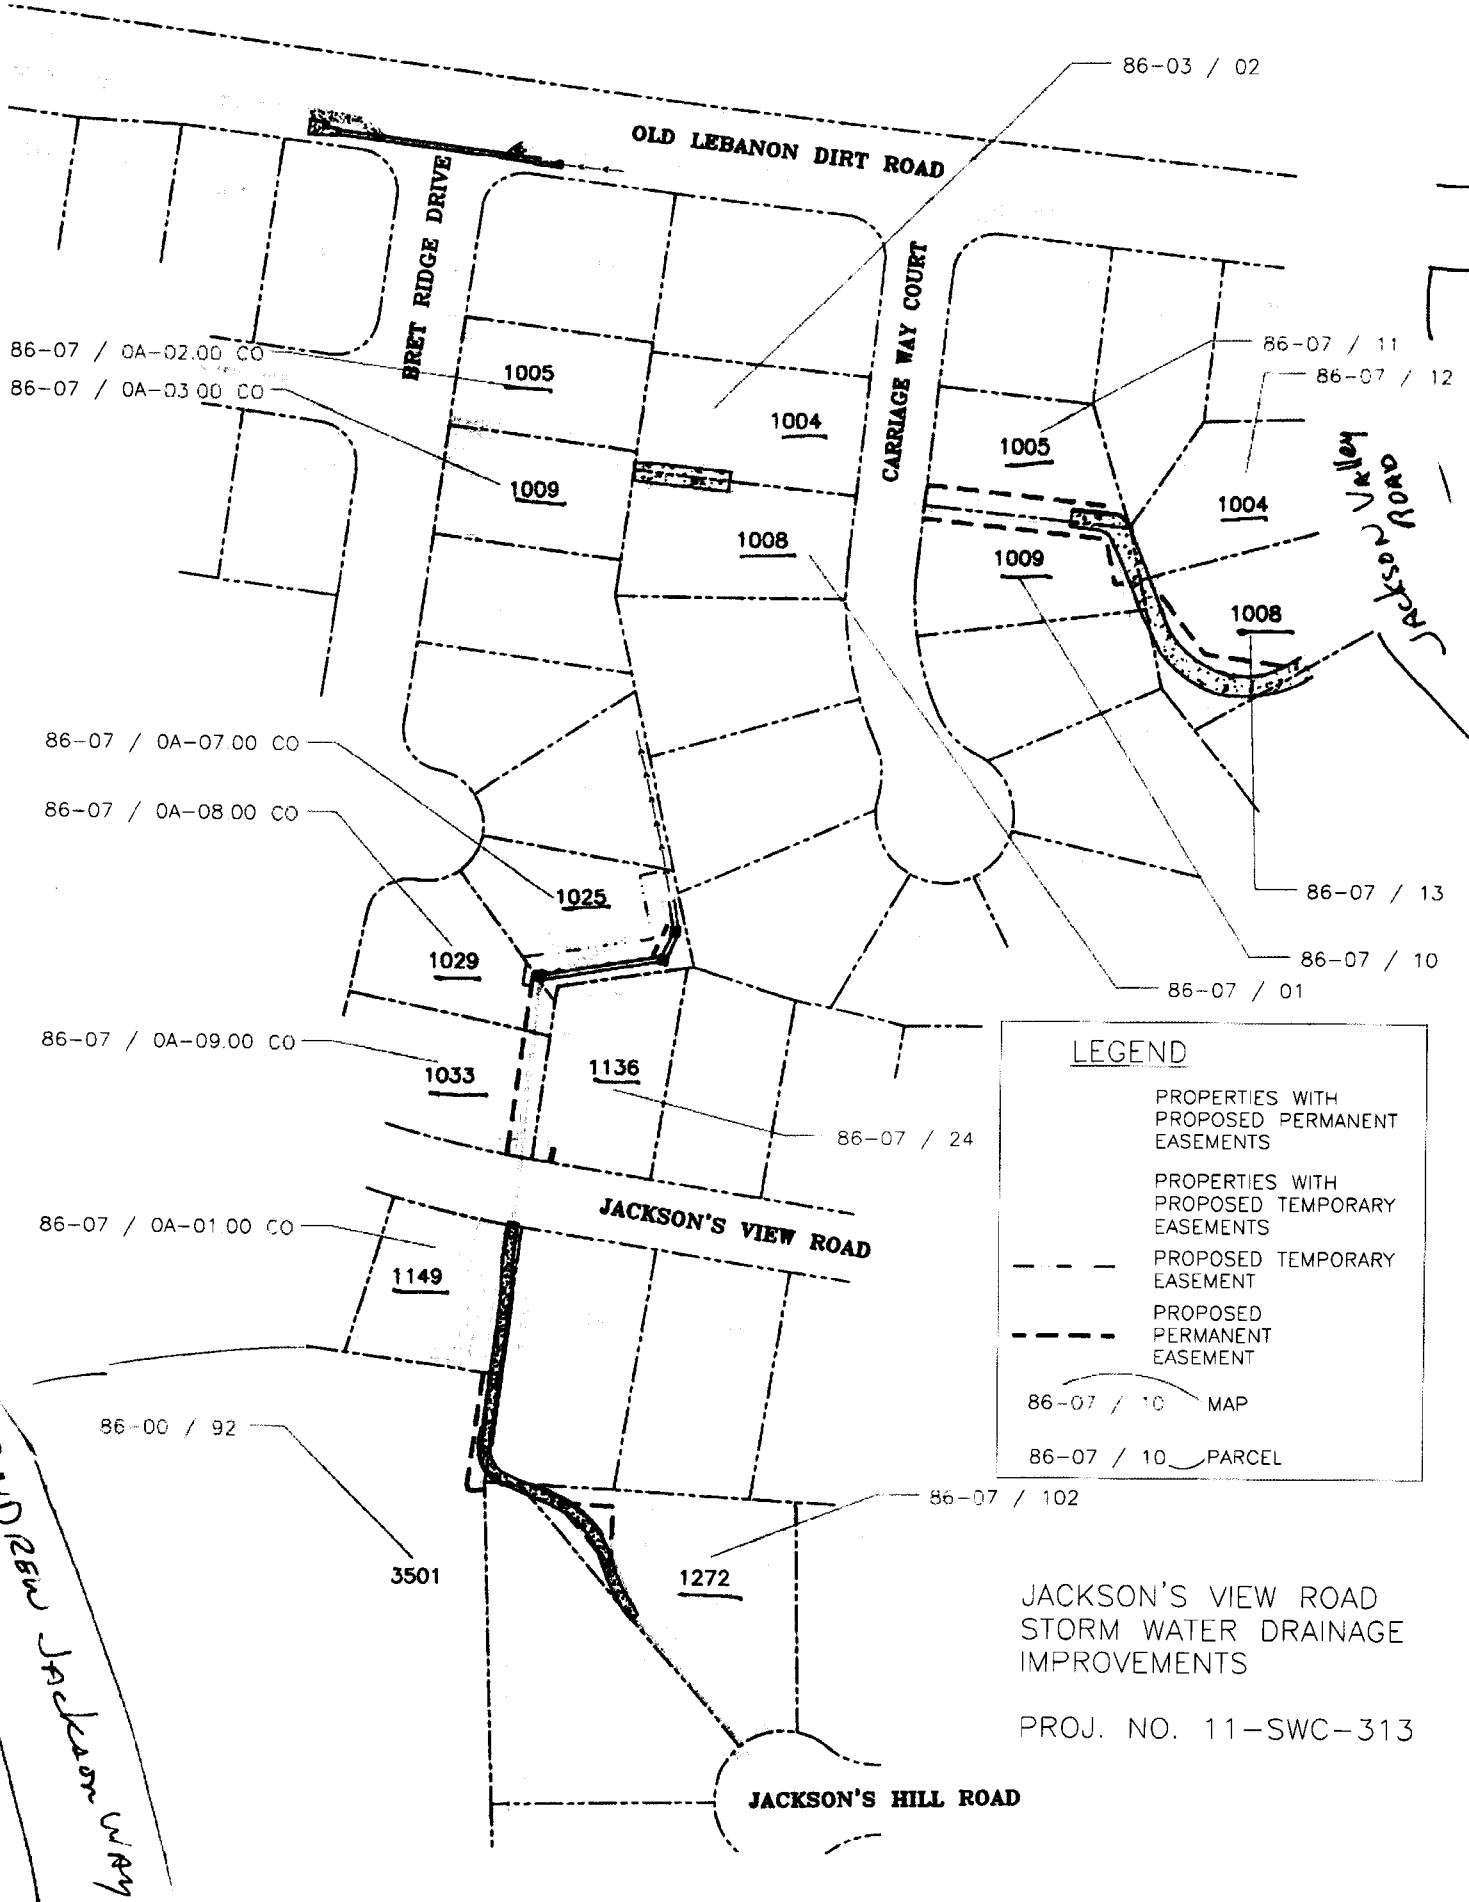 86-03 / 02
OLD LEBANON DIRT ROAD
BRET RIDGE DRIVE
CARRIAGE WAY COURT
86-07 / 0A-02.00 CO
86-07 / 0A-03.00 CO
1005
1004
1009
1008
86-07 / 11
86-07 / 12
1005
1004
1009
1008
JACKSON VAlley
ROAD
86-07 / 0A-07.00 CO
86-07 / 0A-08.00 CO
1025
1029
86-07 / 13
86-07 / 10
86-07 / 01
86-07 / 0A-09.00 CO
1033
1136
86-07 / 24
JACKSON'S VIEW ROAD
86-07 / 0A-01.00 CO
1149
86-00 / 92
3501
86-07 / 102
1272
LEGEND
PROPERTIES WITH
PROPOSED PERMANENT
EASEMENTS
PROPERTIES WITH
PROPOSED TEMPORARY
EASEMENTS
PROPOSED TEMPORARY
EASEMENT
PROPOSED
PERMANENT
EASEMENT
86-07 / 10 MAP
86-07 / 10 PARCEL
JACKSON'S VIEW ROAD
STORM WATER DRAINAGE
IMPROVEMENTS
PROJ. NO. 11-SWC-313
JACKSON'S HILL ROAD
JACKSON WAY